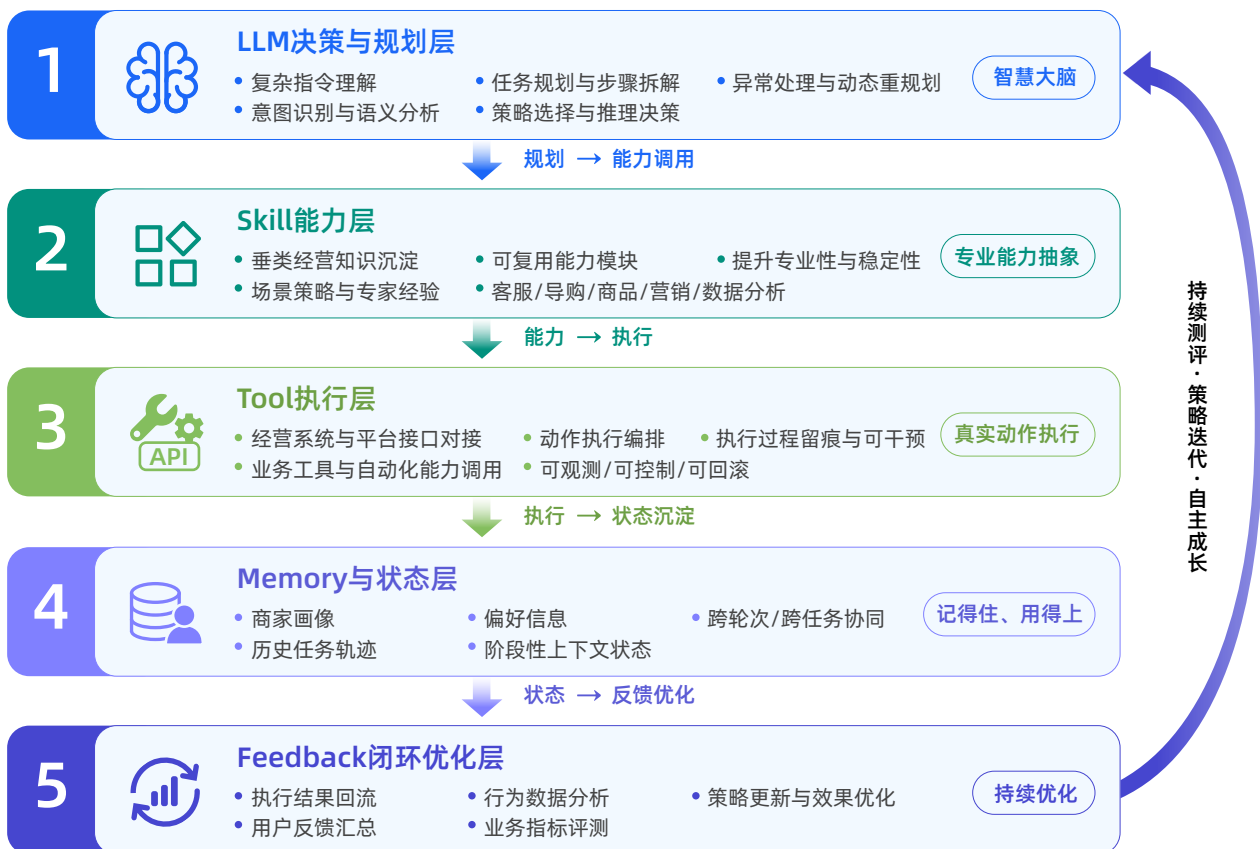 1
LLM决策与规划层
复杂指令理解
任务规划与步骤拆解
异常处理与动态重规划
意图识别与语义分析
策略选择与推理决策
智慧大脑
规划 → 能力调用
2
Skill能力层
垂类经营知识沉淀
可复用能力模块
提升专业性与稳定性
场景策略与专家经验
客服/导购/商品/营销/数据分析
专业能力抽象
能力 → 执行
3
API
Tool执行层
经营系统与平台接口对接
动作执行编排
执行过程留痕与可干预
业务工具与自动化能力调用
可观测/可控制/可回滚
真实动作执行
执行 → 状态沉淀
4
Memory与状态层
商家画像
偏好信息
跨轮次/跨任务协同
历史任务轨迹
阶段性上下文状态
记得住、用得上
状态 → 反馈优化
5
Feedback闭环优化层
执行结果回流
行为数据分析
策略更新与效果优化
用户反馈汇总
业务指标评测
持续优化
持续测评·策略迭代·自主成长